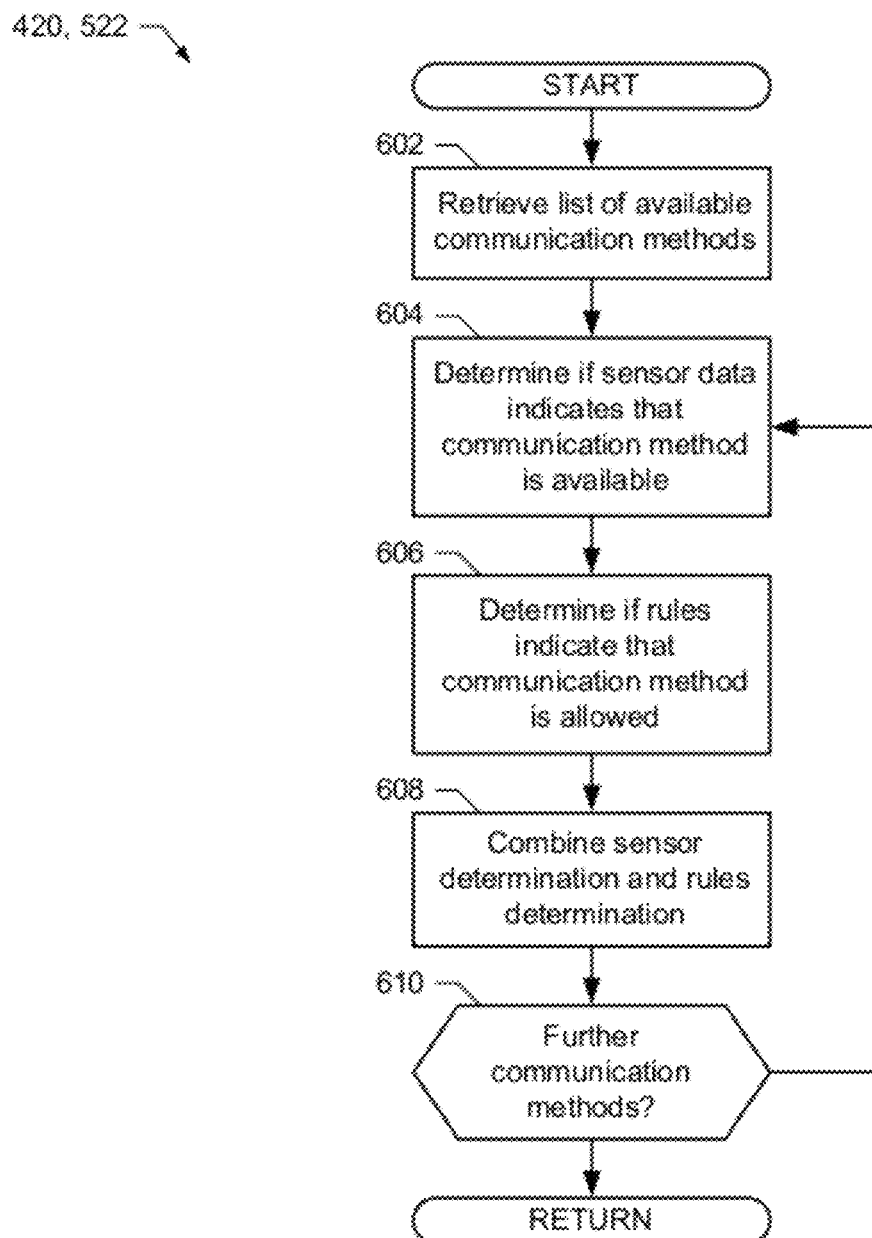 420, 522
START
602
Retrieve list of available
communication methods
604
Determine if sensor data
indicates that
communication method
is available
606
Determine if rules
indicate that
communication method
is allowed
608
Combine sensor
determination and rules
determination
610
Further
communication
methods?
RETURN